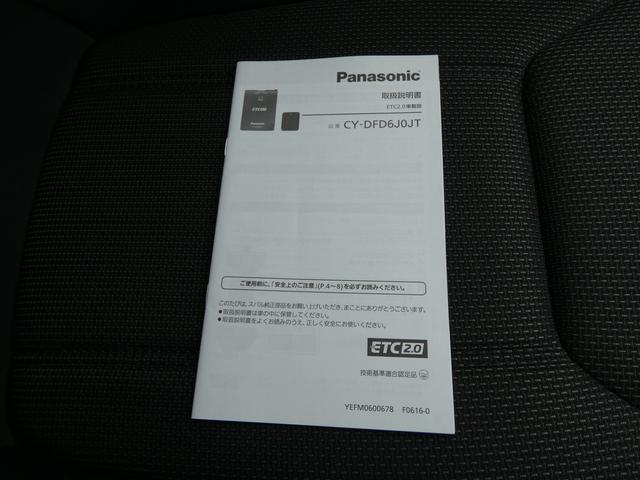 Panasonic
取扱説明書
ETC2.0車載器
品番 CY-DFD6J0JT
ETC2.0
Panasonic
ご使用前に、「安全上のご注意」(P.4～8)を必ずお読みください。
このたびは、スバル純正部品をお買い上げいただき、まことにありがとうございます。
●取扱説明書は車の中に保管してください。
●取扱説明書をよくお読みのうえ、正しく安全にお使いください。
ETC2.0
技術基準適合認定品
YEFM0600678 F0616-0